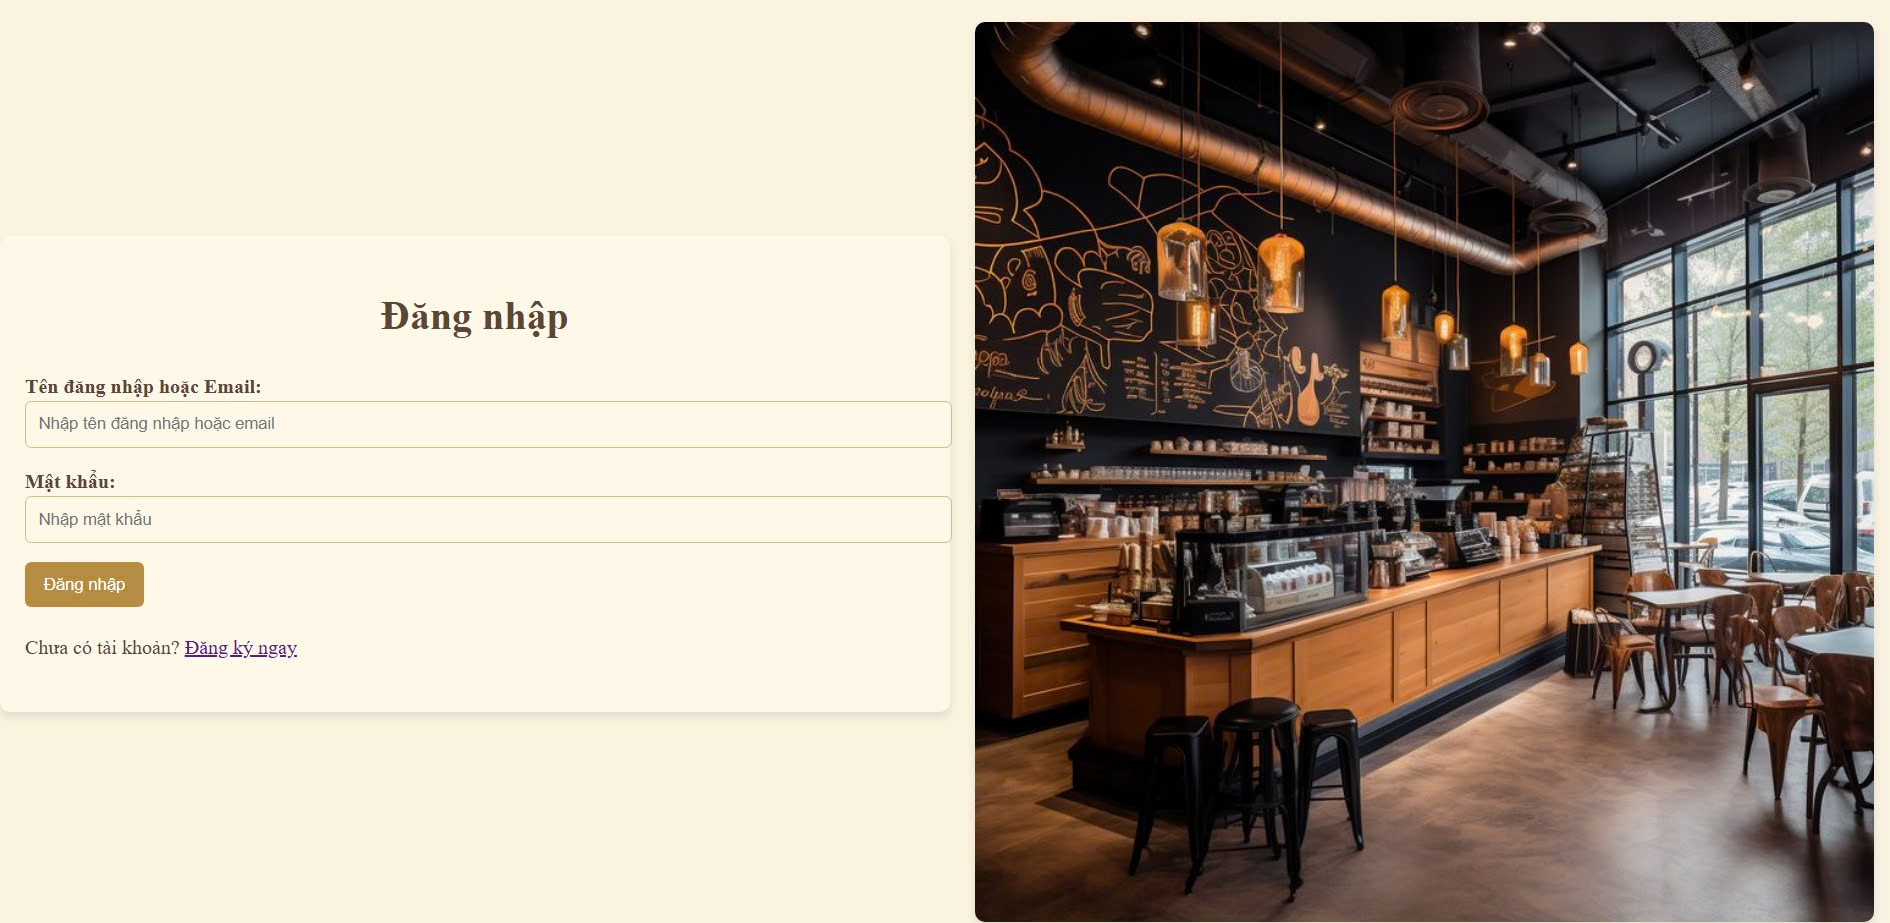 Đăng nhập
Tên đăng nhập hoặc Email:
Nhập tên đăng nhập hoặc email
Mật khẩu:
Nhập mật khẩu
Đăng nhập
Chưa có tài khoản? Đăng ký ngay